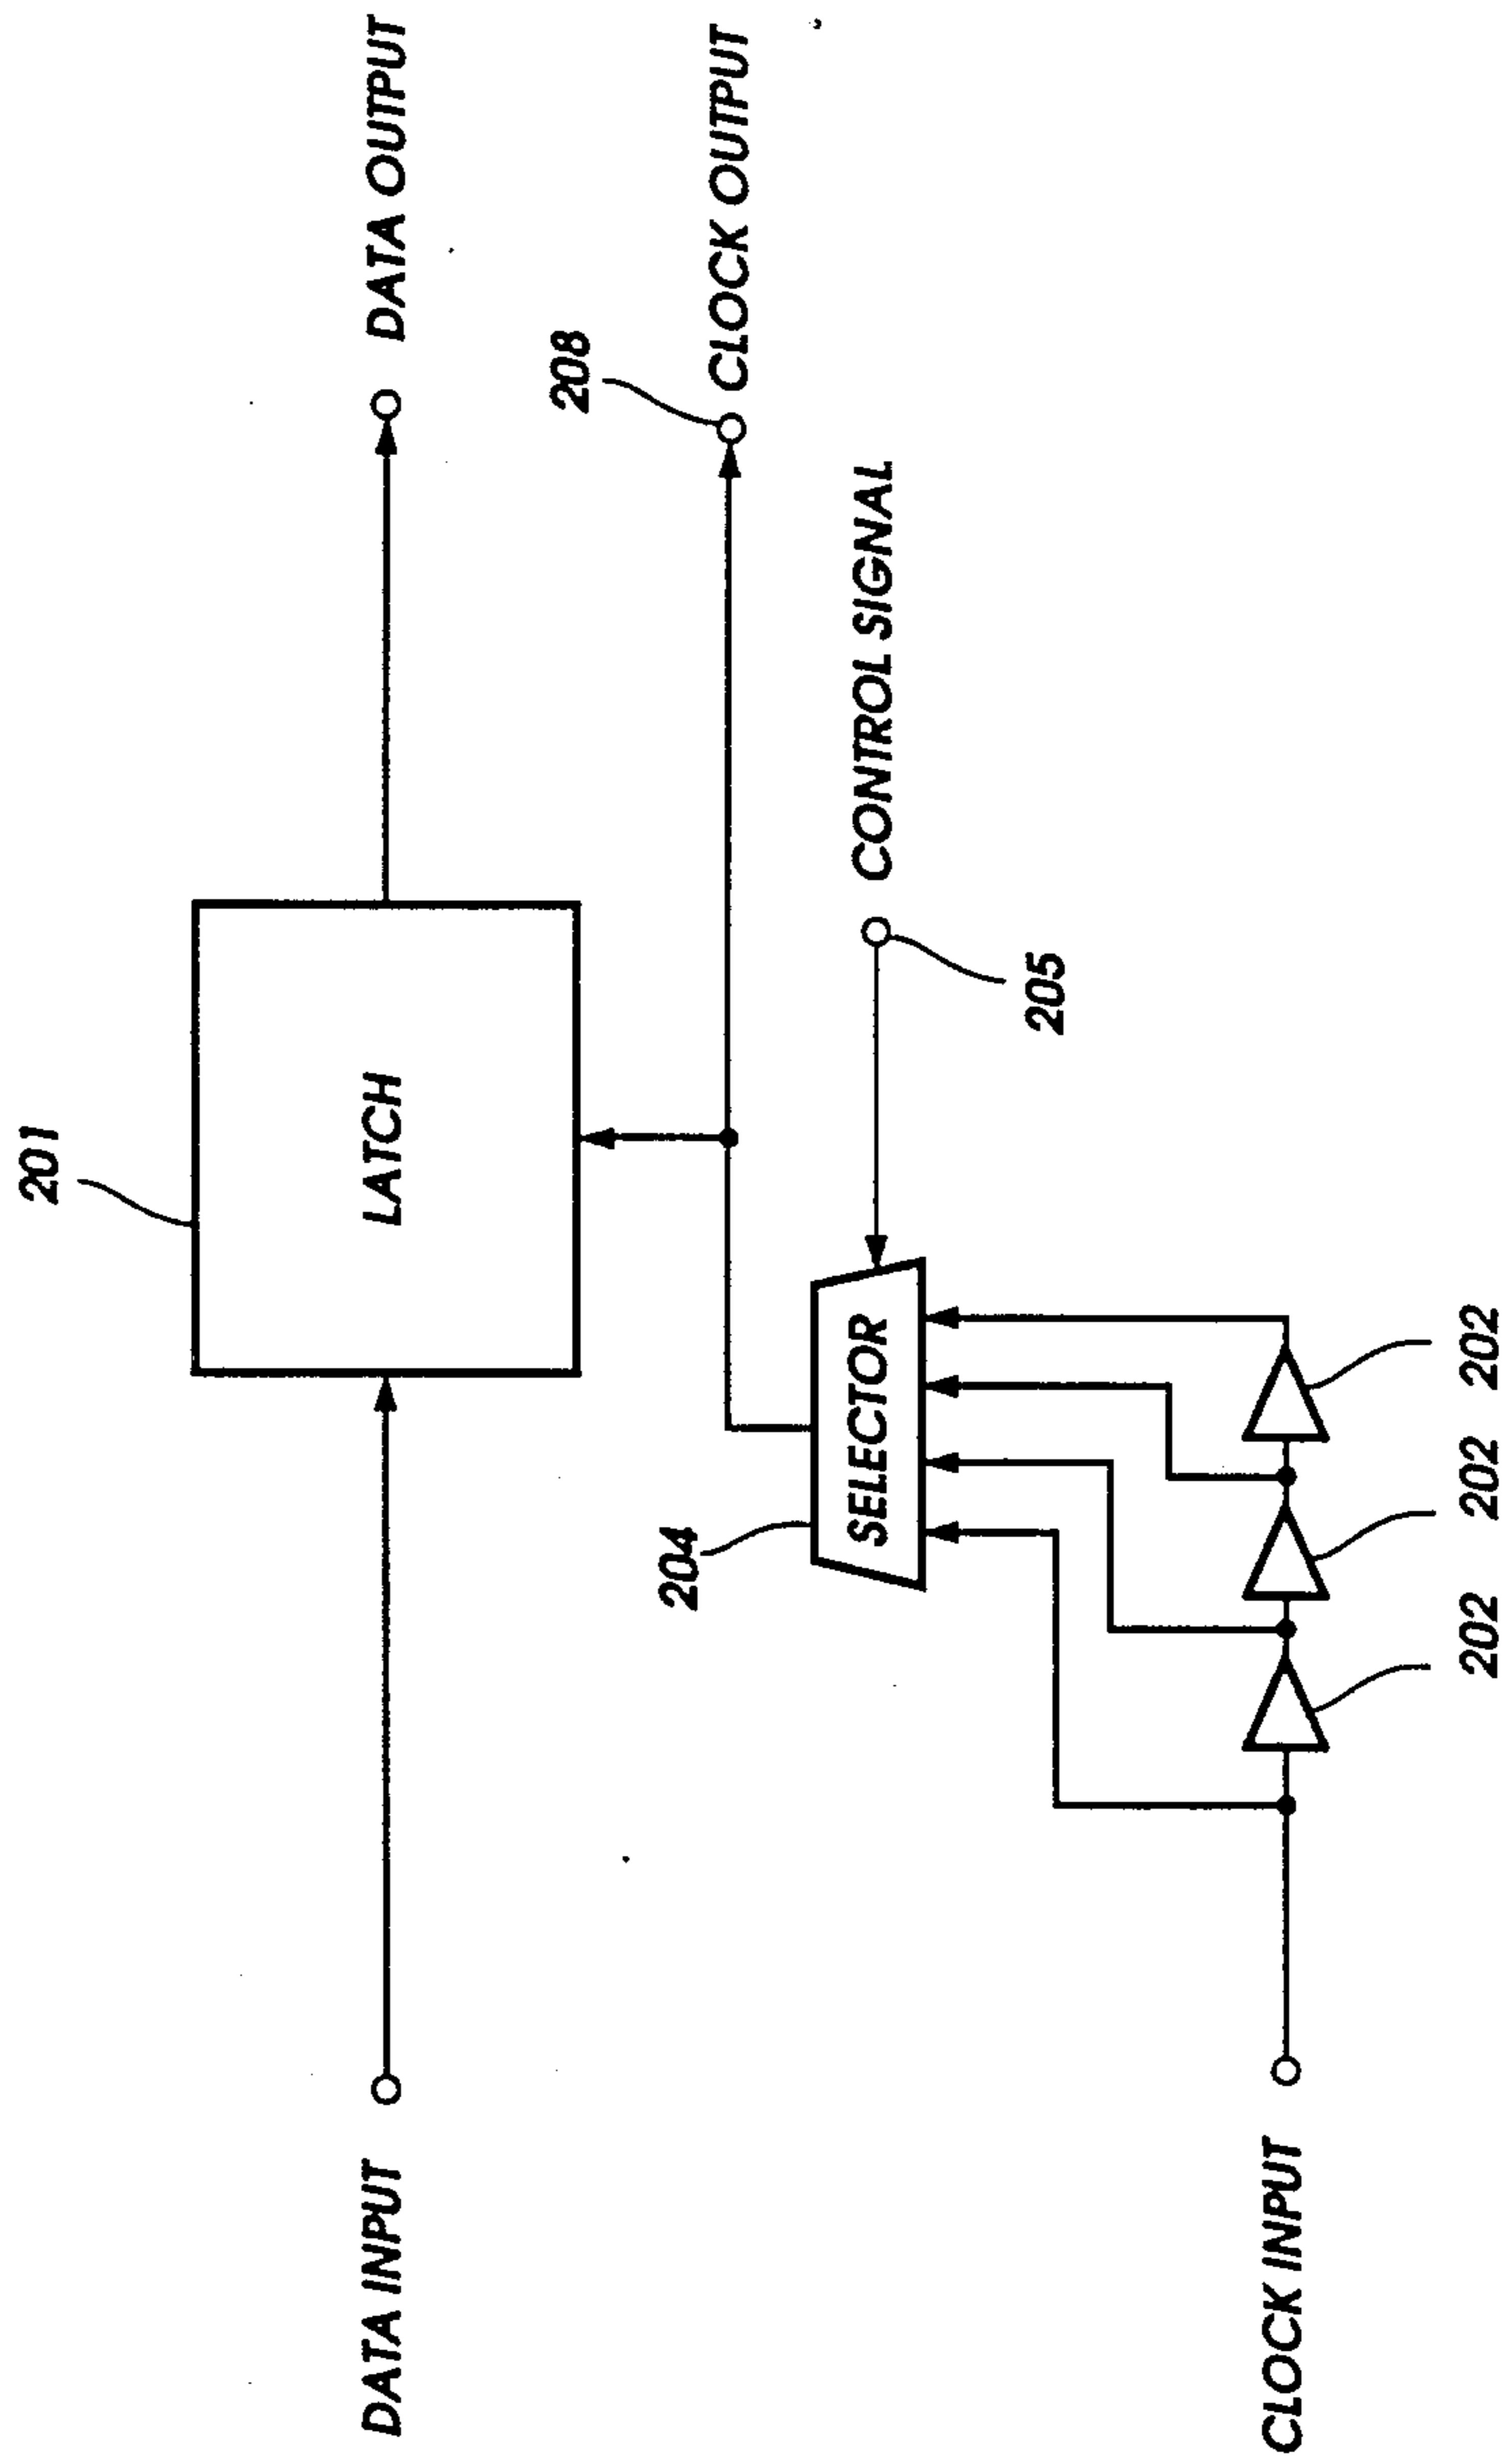 201
DATA INPUT
LATCH
DATA OUTPUT
208
CLOCK OUTPUT
204
SELECTOR
CONTROL SIGNAL
205
CLOCK INPUT
202
202
202